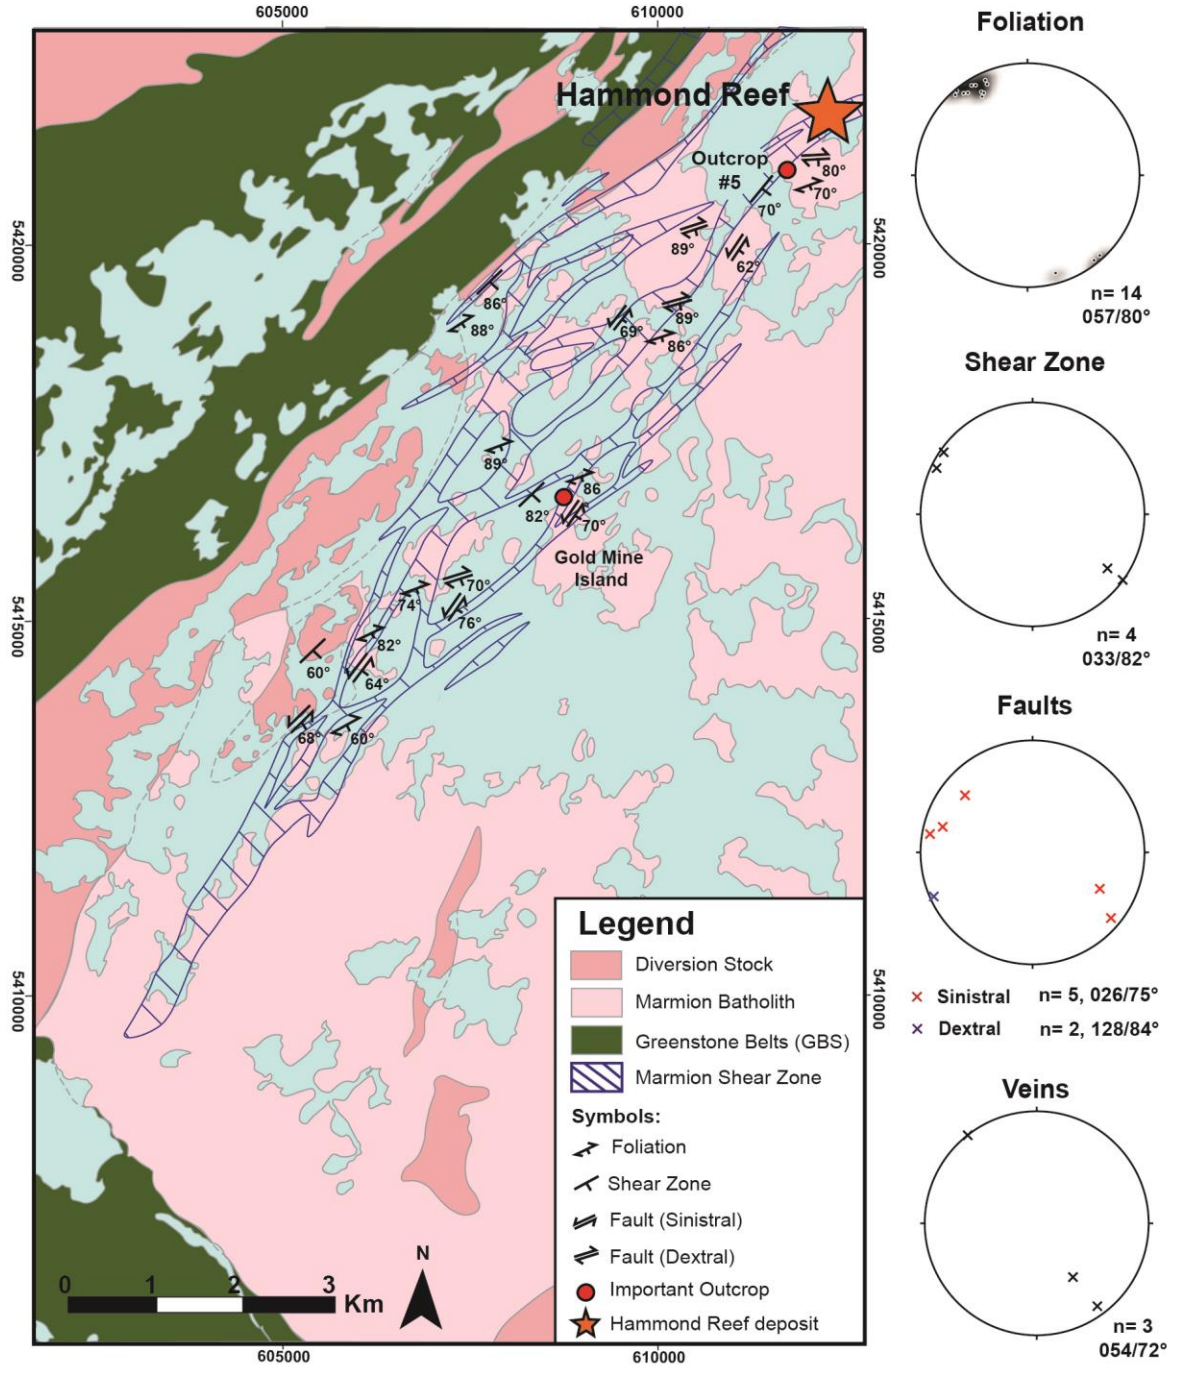 605000
610000
Hammond Reef
Outcrop
#5
80°
70°
70°
5420000
5420000
89°
62°
86°
88°
69°
89°
86°
89°
86
82°
70°
Gold Mine
Island
70°
74°
76°
5415000
5415000
82°
60°
64°
68°
60°
5410000
5410000
Legend
Diversion Stock
Marmion Batholith
Greenstone Belts (GBS)
Marmion Shear Zone
Symbols:
Foliation
Shear Zone
Fault (Sinistral)
Fault (Dextral)
Important Outcrop
Hammond Reef deposit
0 1 2 3 Km
N
605000
610000
Foliation
n= 14
057/80°
Shear Zone
n= 4
033/82°
Faults
Sinistral n= 5, 026/75°
Dextral n= 2, 128/84°
Veins
n= 3
054/72°